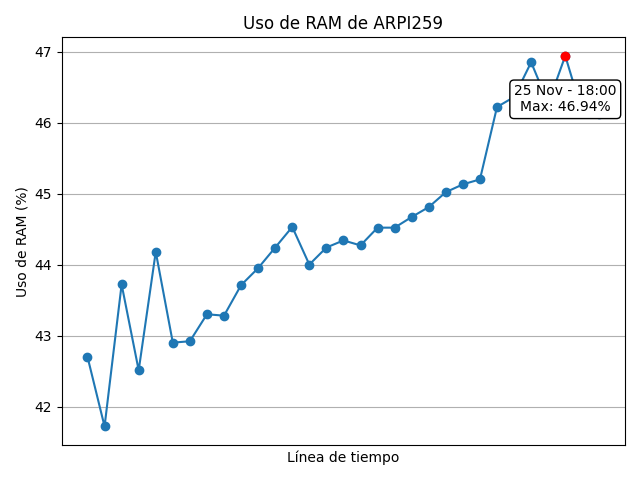 Uso de RAM de ARPI259
47
46
45
44
43
42
Uso de RAM (%)
25 Nov - 18:00
Max: 46.94%
Línea de tiempo